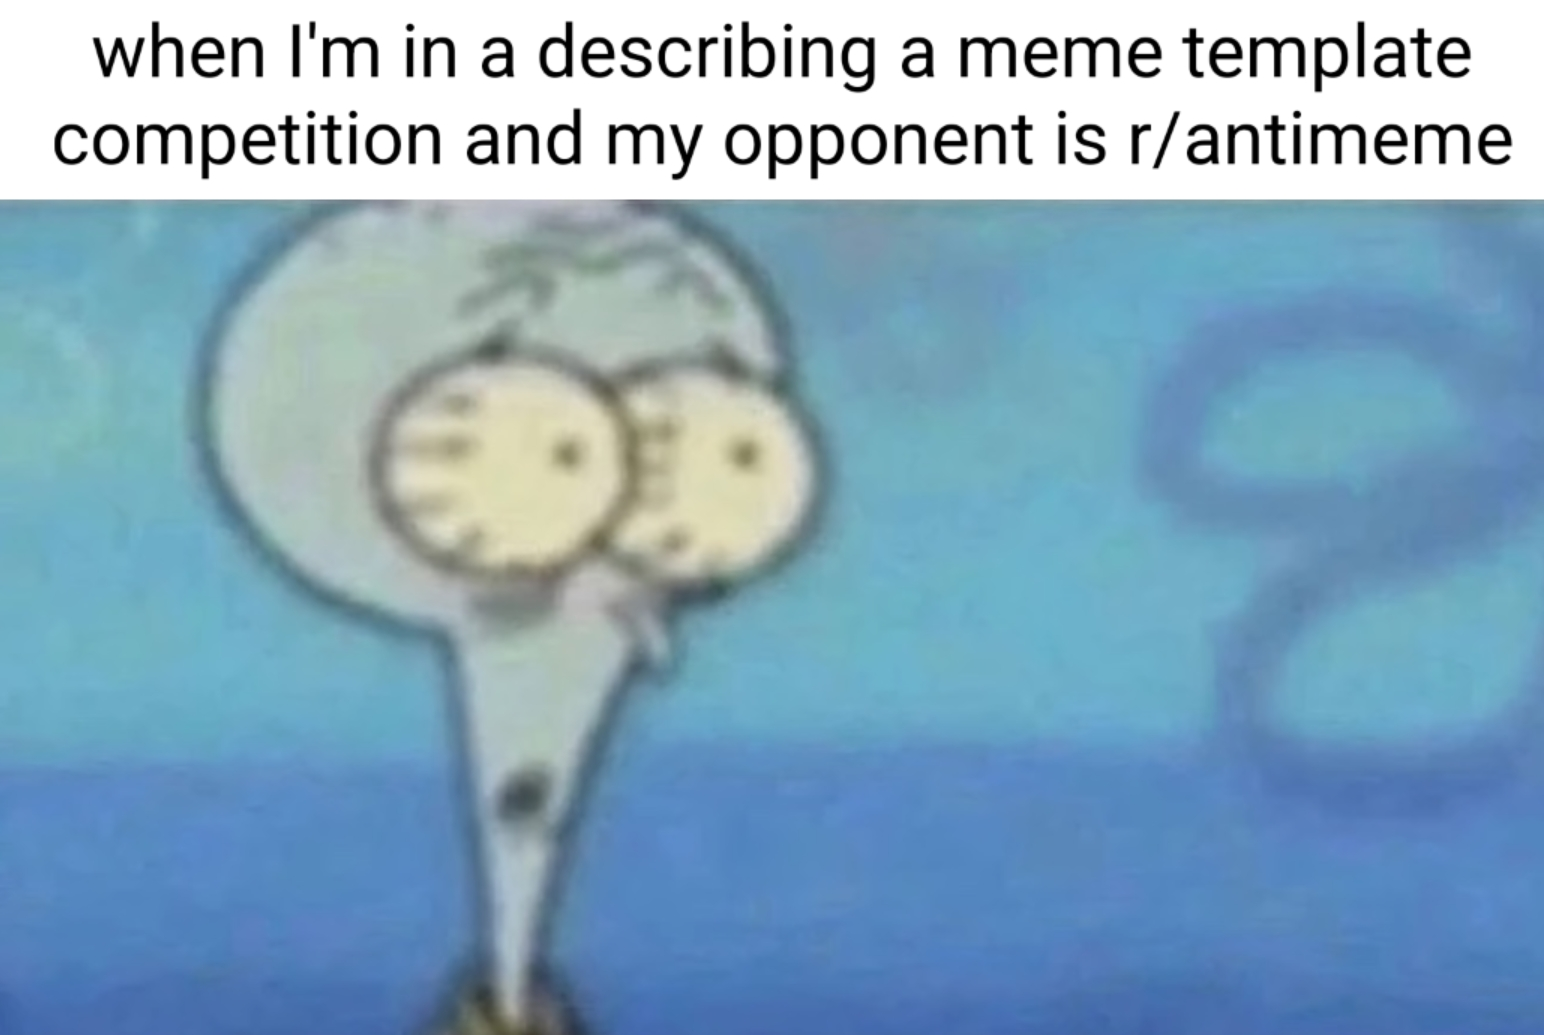 when I'm in a describing a meme template
competition and my opponent is r/antimeme